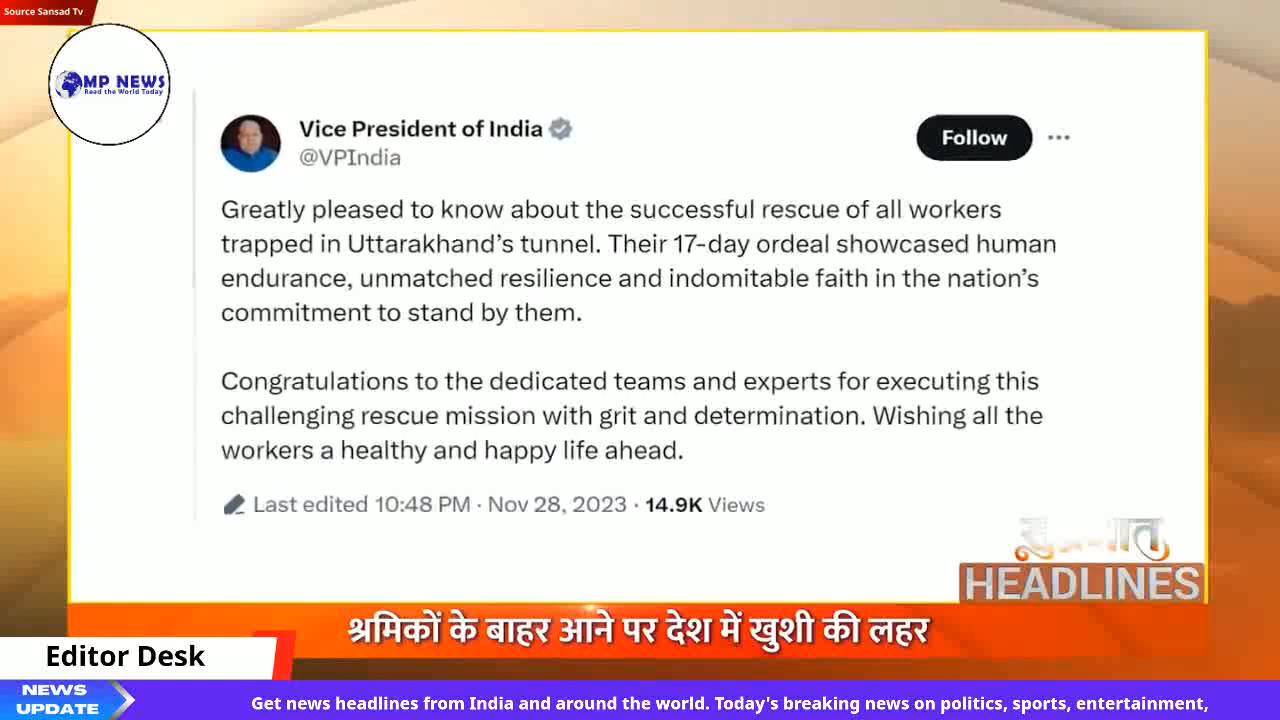 Source Sansad Tv
MP NEWS
Read the World Today
Vice President of India
@VPIndia
Follow
Greatly pleased to know about the successful rescue of all workers
trapped in Uttarakhand’s tunnel. Their 17-day ordeal showcased human
endurance, unmatched resilience and indomitable faith in the nation’s
commitment to stand by them.
Congratulations to the dedicated teams and experts for executing this
challenging rescue mission with grit and determination. Wishing all the
workers a healthy and happy life ahead.
Last edited 10:48 PM · Nov 28, 2023 · 14.9K Views
HEADLINES
श्रमिकों के बाहर आने पर देश में खुशी की लहर
Editor Desk
NEWS
UPDATE
Get news headlines from India and around the world. Today's breaking news on politics, sports, entertainment,